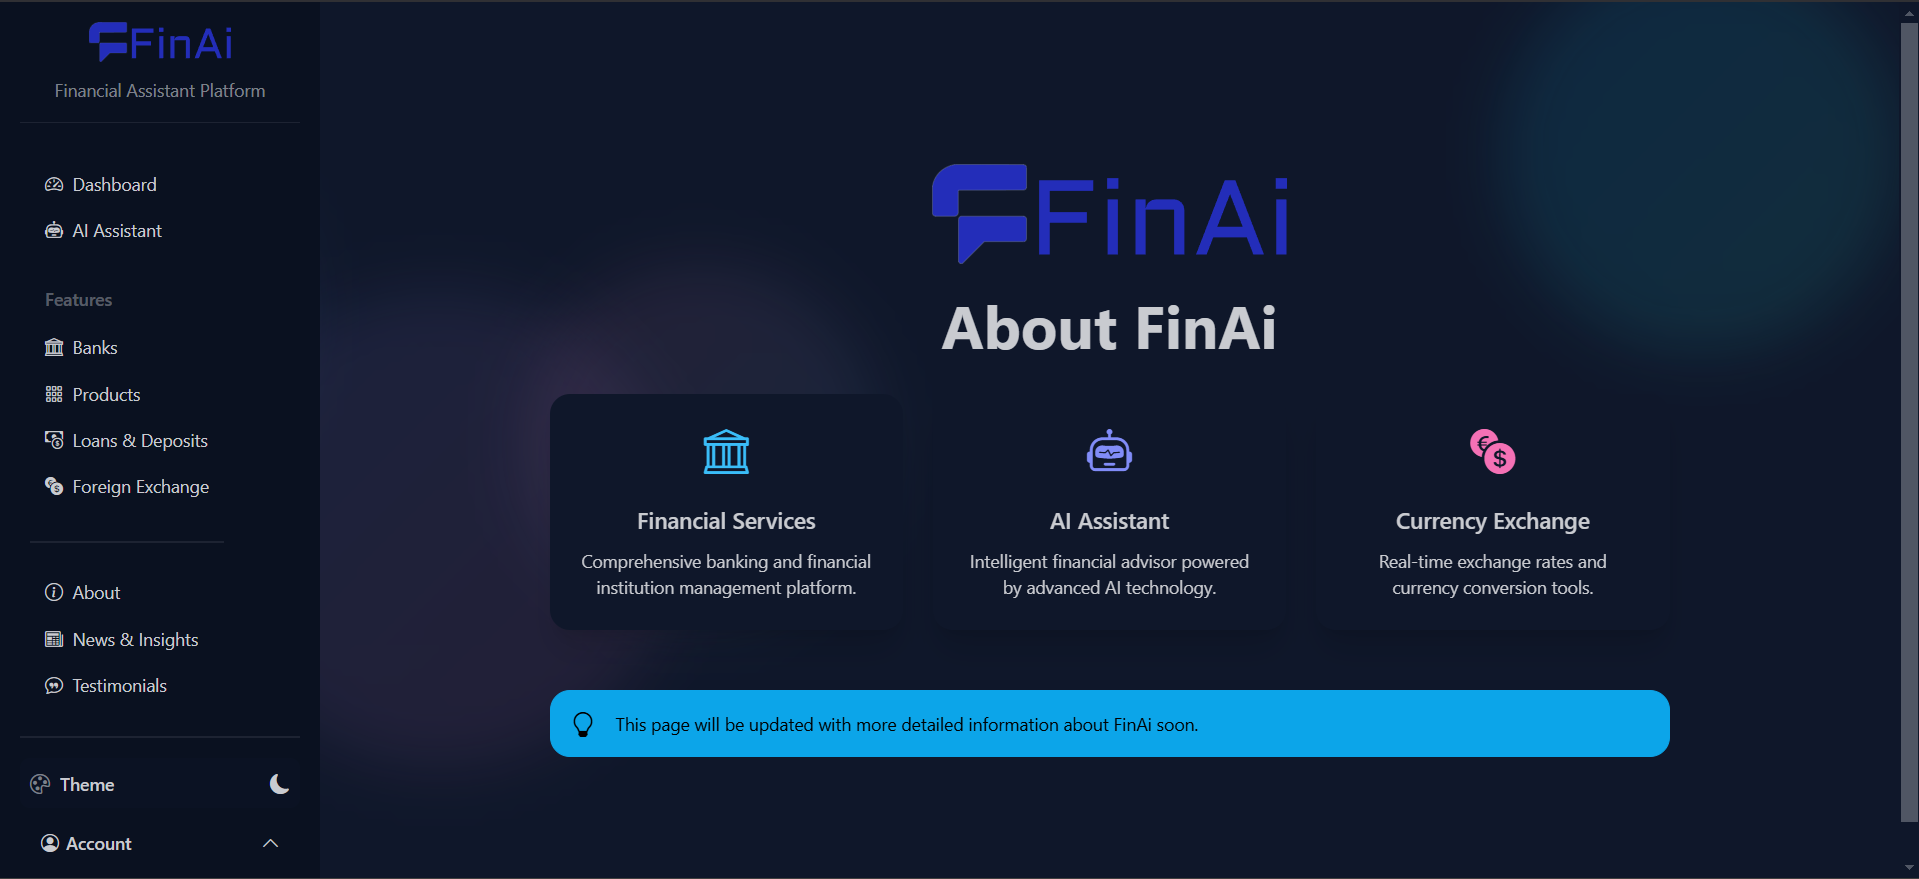 FinAi
Financial Assistant Platform
Dashboard
AI Assistant
Features
Banks
Products
Loans & Deposits
Foreign Exchange
About
News & Insights
Testimonials
Theme
Account
FinAi
About FinAi
Financial Services
Comprehensive banking and financial
institution management platform.
AI Assistant
Intelligent financial advisor powered
by advanced AI technology.
Currency Exchange
Real-time exchange rates and
currency conversion tools.
This page will be updated with more detailed information about FinAi soon.